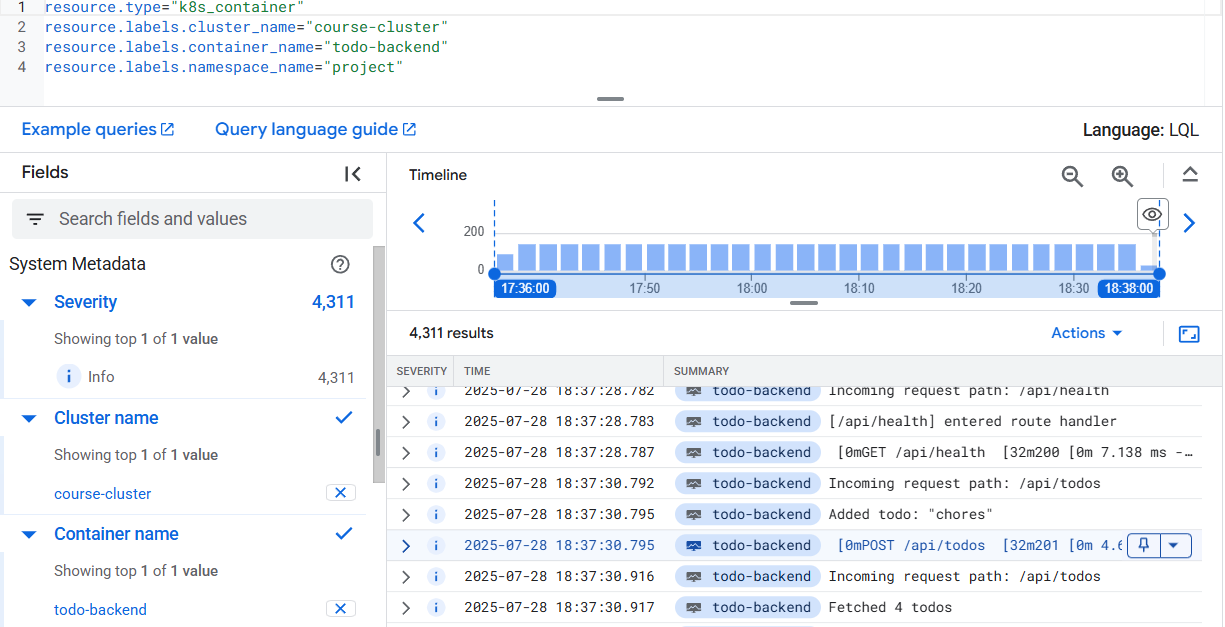 1 resource.type="k8s_container"
2 resource.labels.cluster_name="course-cluster"
3 resource.labels.container_name="todo-backend"
4 resource.labels.namespace_name="project"
Example queries Query language guide Language: LQL
Fields
Search fields and values
System Metadata
Severity 4,311
Showing top 1 of 1 value
Info 4,311
Cluster name
Showing top 1 of 1 value
course-cluster
Container name
Showing top 1 of 1 value
todo-backend
Timeline
200
0
17:36:00 17:50 18:00 18:10 18:20 18:30 18:38:00
4,311 results Actions
SEVERITY TIME SUMMARY
2025-07-28 18:37:28.782 todo-backend Incoming request path: /api/health
2025-07-28 18:37:28.783 todo-backend [/api/health] entered route handler
2025-07-28 18:37:28.787 todo-backend [0mGET /api/health [32m200 [0m 7.138 ms -…
2025-07-28 18:37:30.792 todo-backend Incoming request path: /api/todos
2025-07-28 18:37:30.795 todo-backend Added todo: "chores"
2025-07-28 18:37:30.795 todo-backend [0mPOST /api/todos [32m201 [0m 4.6
2025-07-28 18:37:30.916 todo-backend Incoming request path: /api/todos
2025-07-28 18:37:30.917 todo-backend Fetched 4 todos